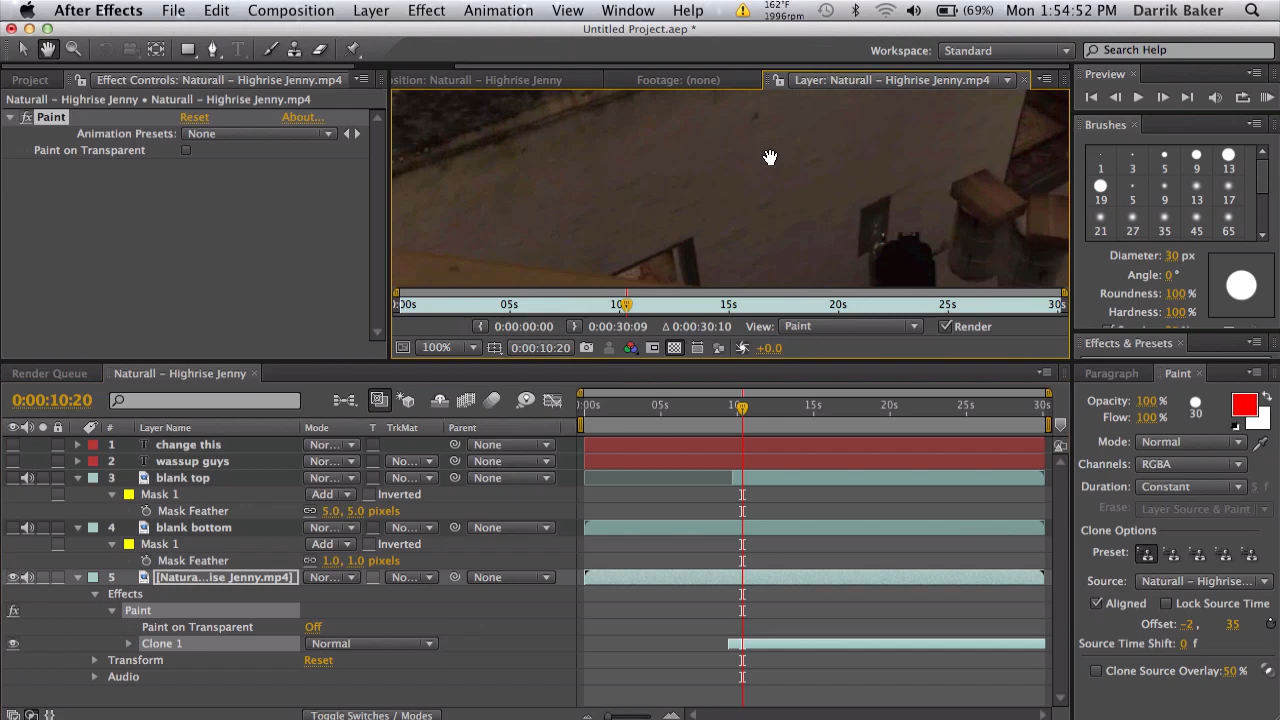 After Effects File Edit Composition Layer Effect Animation View Window Help 162°F 1996rpm (69%) Mon 1:54:52 PM Darrik Baker
Untitled Project.aep *
Workspace: Standard Search Help
Project Effect Controls: Naturall – Highrise Jenny.mp4 osition: Naturall – Highrise Jenny Footage: (none) Layer: Naturall – Highrise Jenny.mp4 Preview
Naturall – Highrise Jenny • Naturall – Highrise Jenny.mp4
fx Paint Reset About...
Animation Presets: None
Paint on Transparent
Brushes
1 3 5 9 13
19 5 9 13 17
21 27 35 45 65
Diameter: 30 px
Angle: 0 °
Roundness: 100 %
Hardness: 100 %
:00s 05s 10s 15s 20s 25s 30s
0:00:00:00 0:00:30:09 Δ 0:00:30:10 View: Paint Render
100% 0:00:10:20 +0.0
Effects & Presets
Render Queue Naturall – Highrise Jenny
Paragraph Paint
0:00:10:20
:00s 05s 10s 15s 20s 25s 30s
# Layer Name Mode T TrkMat Parent
1 T change this Nor... None
2 T wassup guys Nor... No... None
3 blank top Nor... No... None
Mask 1 Add Inverted
Mask Feather 5.0, 5.0 pixels
4 blank bottom Nor... No... None
Mask 1 Add Inverted
Mask Feather 1.0, 1.0 pixels
5 [Natura...ise Jenny.mp4] Nor... No... None
Effects
fx Paint
Paint on Transparent Off
Clone 1 Normal
Transform Reset
Audio
Toggle Switches / Modes
Opacity: 100 %
Flow: 100 %
30
Mode: Normal
Channels: RGBA
Duration: Constant f
Erase: Layer Source & Paint
Clone Options
Preset:
Source: Naturall – Highrise...
Aligned Lock Source Time
Offset: -2 , 35
Source Time Shift: 0 f
Clone Source Overlay: 50 %